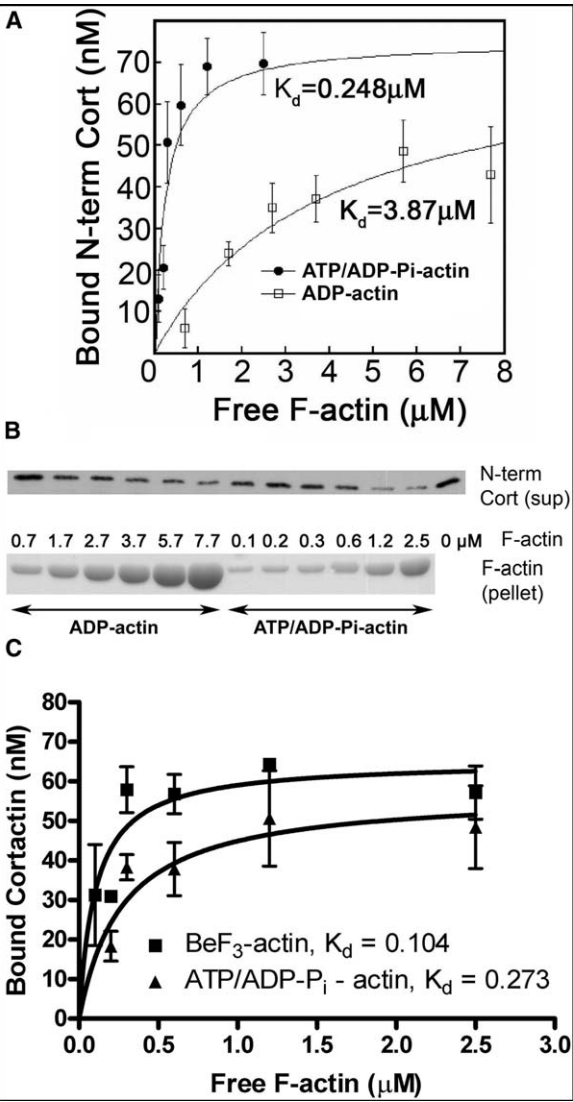 A
Bound N-term Cort (nM)
70
60
50
40
30
20
10
K_d=0.248µM
K_d=3.87µM
ATP/ADP-Pi-actin
ADP-actin
0 1 2 3 4 5 6 7 8
Free F-actin (µM)
B
N-term
Cort (sup)
0.7 1.7 2.7 3.7 5.7 7.7 0.1 0.2 0.3 0.6 1.2 2.5 0 µM F-actin
F-actin
(pellet)
ADP-actin ATP/ADP-Pi-actin
C
Bound Cortactin (nM)
80
70
60
50
40
30
20
10
0
BeF₃-actin, K_d = 0.104
ATP/ADP-Pᵢ - actin, K_d = 0.273
0.0 0.5 1.0 1.5 2.0 2.5 3.0
Free F-actin (µM)